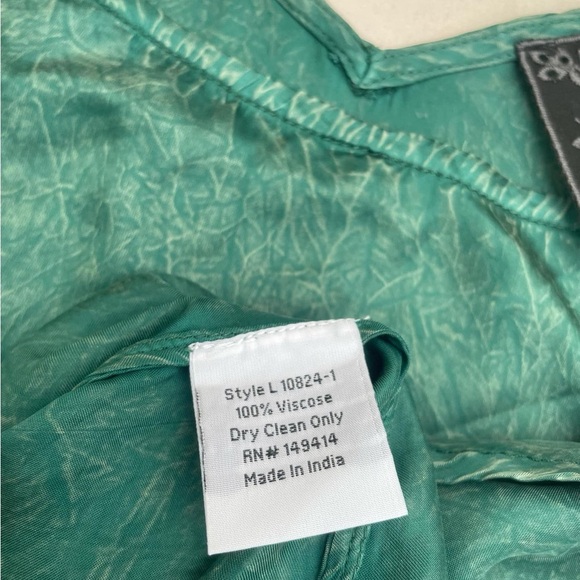 Style L 10824-1
100% Viscose
Dry Clean Only
RN# 149414
Made In India